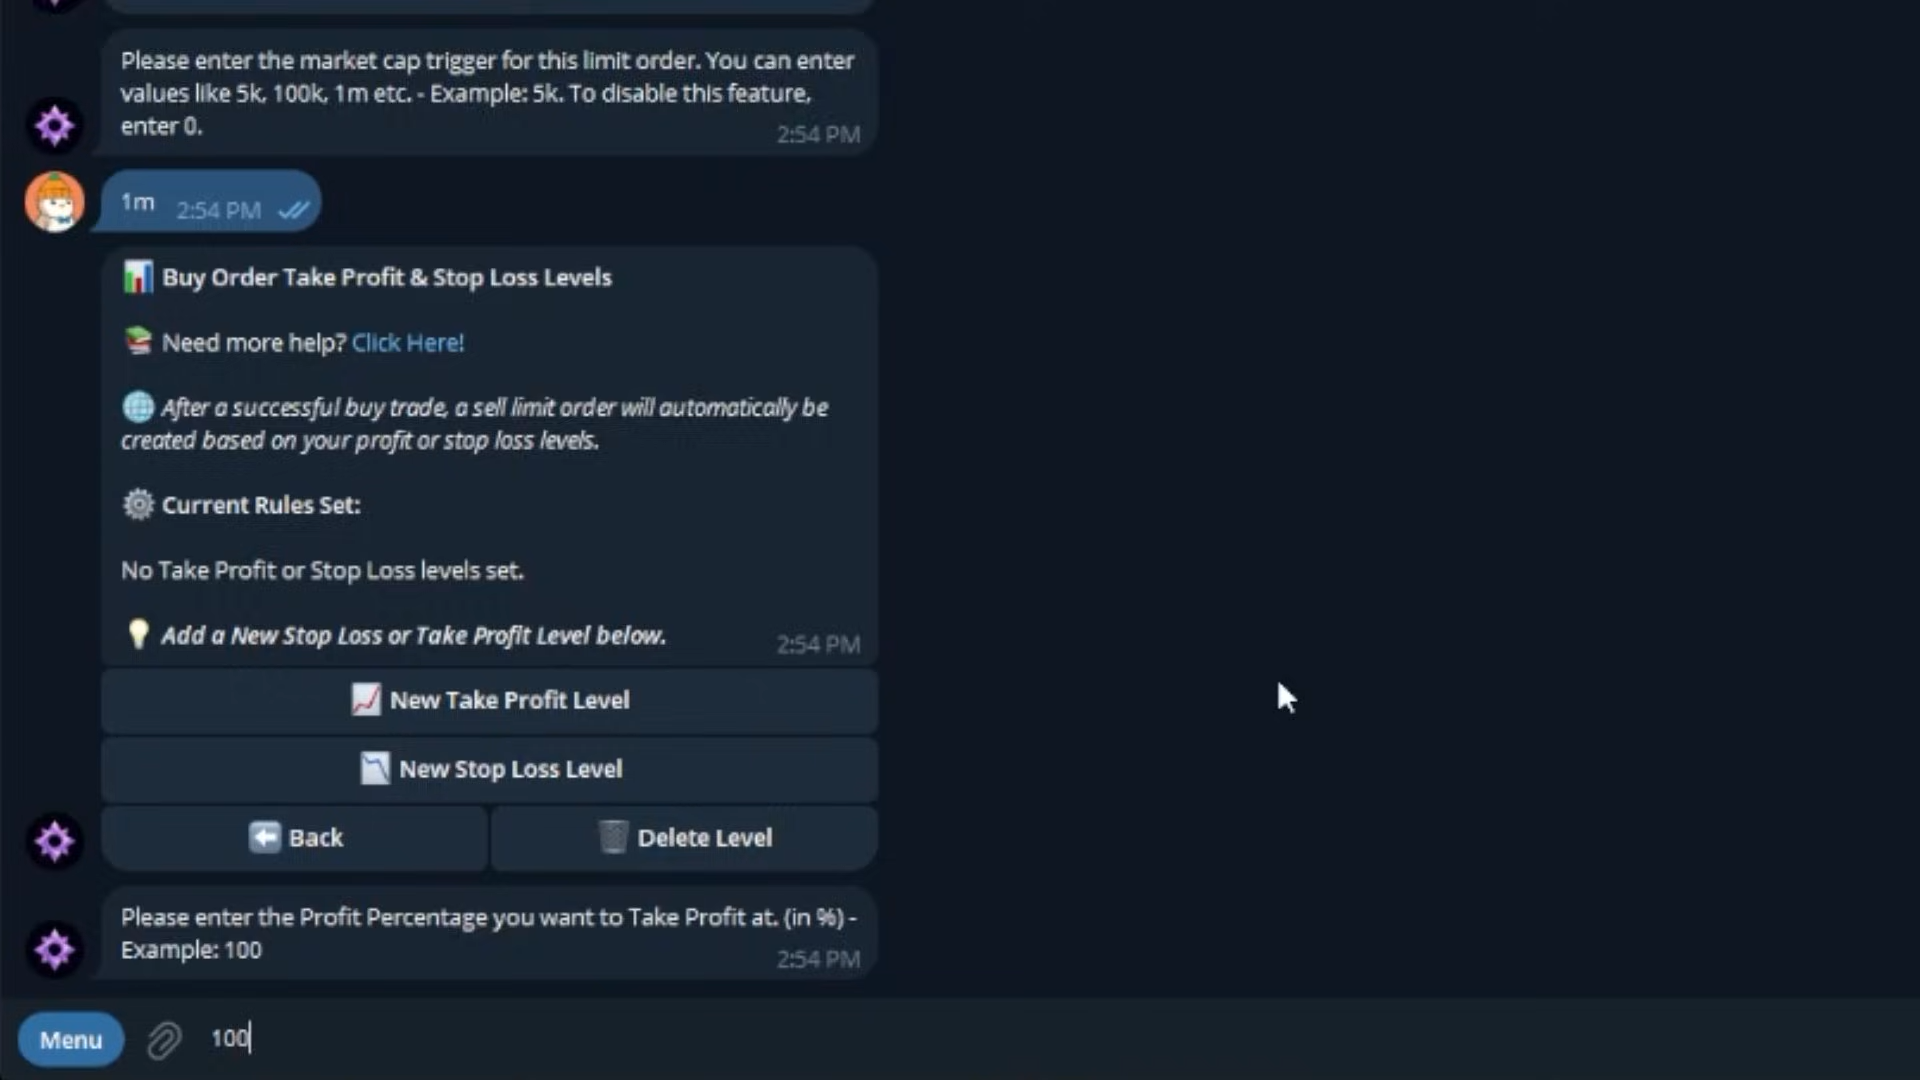 Please enter the market cap trigger for this limit order. You can enter
values like 5k, 100k, 1m etc. - Example: 5k. To disable this feature,
enter 0.
2:54 PM
1m 2:54 PM
Buy Order Take Profit & Stop Loss Levels
Need more help? Click Here!
After a successful buy trade, a sell limit order will automatically be
created based on your profit or stop loss levels.
Current Rules Set:
No Take Profit or Stop Loss levels set.
Add a New Stop Loss or Take Profit Level below.
2:54 PM
New Take Profit Level
New Stop Loss Level
Back
Delete Level
Please enter the Profit Percentage you want to Take Profit at. (in %) -
Example: 100
2:54 PM
Menu
100